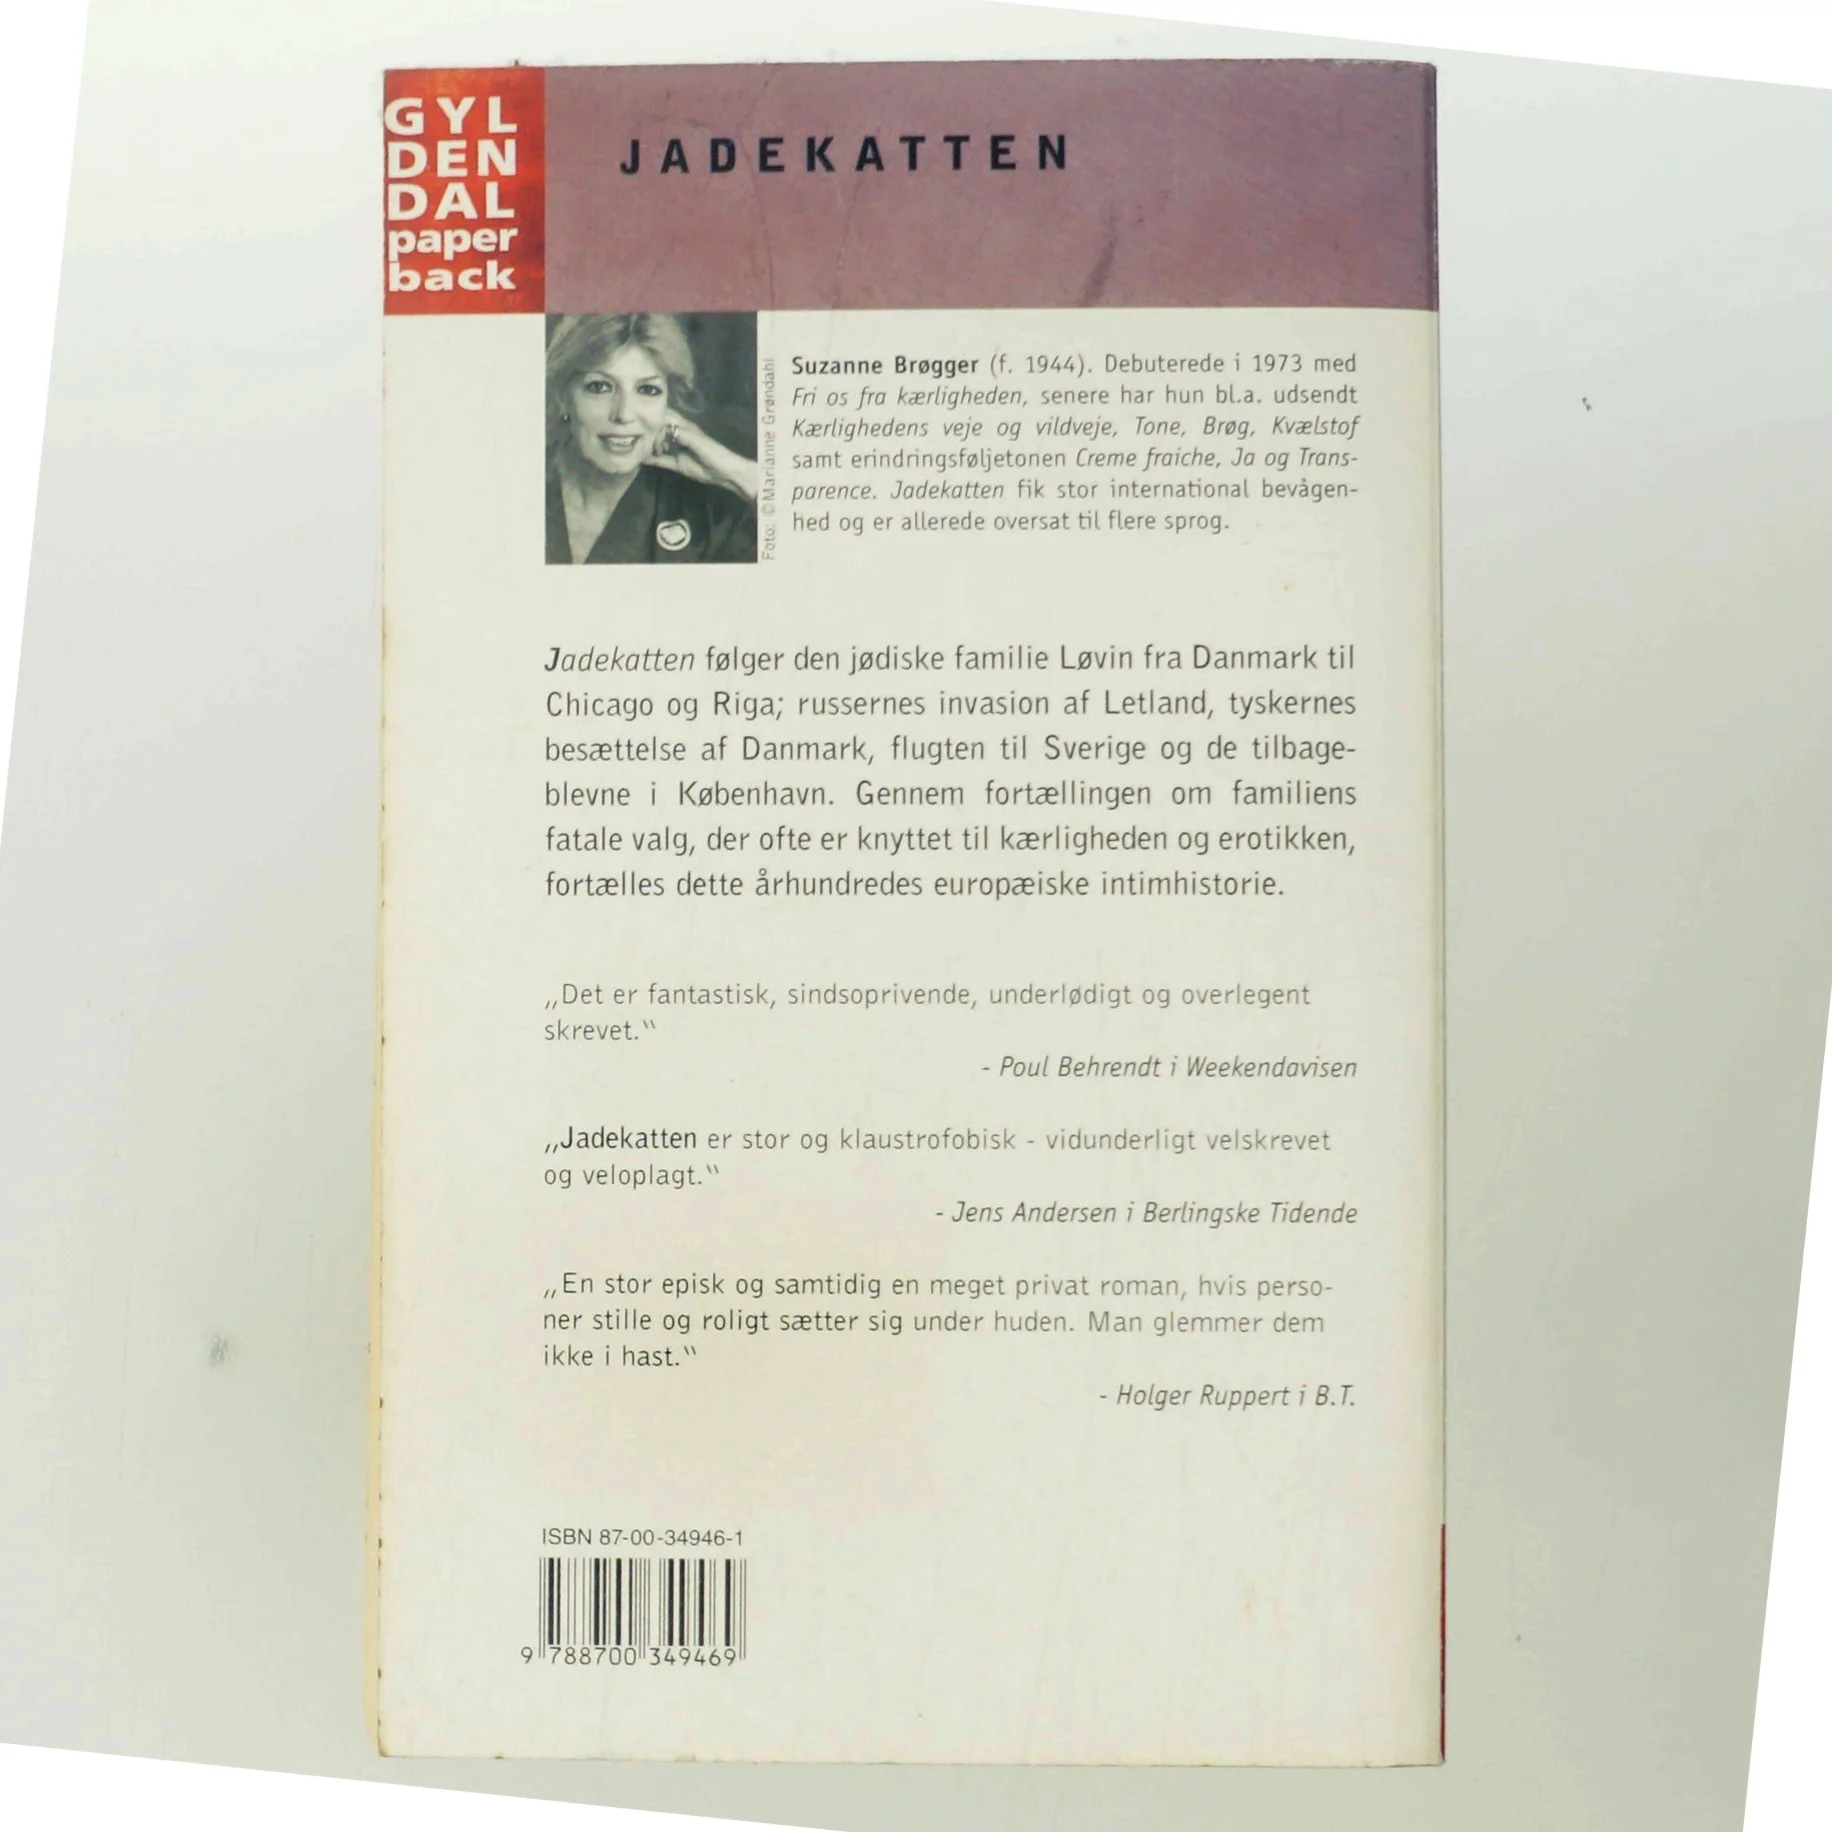 GYL
DEN
DAL
paper
back
JADEKATTEN
Foto: ©Marianne Grøndahl
Suzanne Brøgger (f. 1944). Debuterede i 1973 med
Fri os fra kærligheden, senere har hun bl.a. udsendt
Kærlighedens veje og vildveje, Tone, Brøg, Kvælstof
samt erindringsføljetonen Creme fraiche, Ja og Trans-
parence. Jadekatten fik stor international bevågen-
hed og er allerede oversat til flere sprog.
Jadekatten følger den jødiske familie Løvin fra Danmark til
Chicago og Riga; russernes invasion af Letland, tyskernes
besættelse af Danmark, flugten til Sverige og de tilbage-
blevne i København. Gennem fortællingen om familiens
fatale valg, der ofte er knyttet til kærligheden og erotikken,
fortælles dette århundredes europæiske intimhistorie.
„Det er fantastisk, sindsoprivende, underlødigt og overlegent
skrevet.“
- Poul Behrendt i Weekendavisen
„Jadekatten er stor og klaustrofobisk - vidunderligt velskrevet
og veloplagt.“
- Jens Andersen i Berlingske Tidende
„En stor episk og samtidig en meget privat roman, hvis perso-
ner stille og roligt sætter sig under huden. Man glemmer dem
ikke i hast.“
- Holger Ruppert i B.T.
ISBN 87-00-34946-1
9 788700 349469